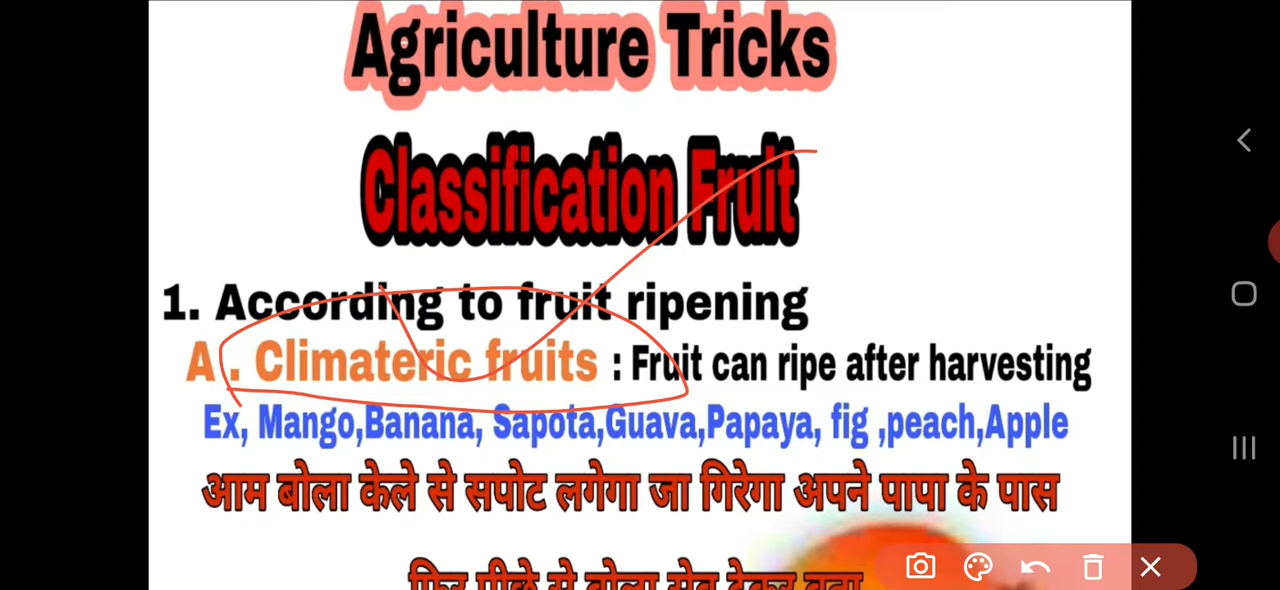 Agriculture Tricks
Classification Fruit
1. According to fruit ripening
A . Climateric fruits : Fruit can ripe after harvesting
Ex, Mango,Banana, Sapota,Guava,Papaya, fig ,peach,Apple
आम बोला केले से सपोट लगेगा जा गिरेगा अपने पापा के पास
फिर पीछे से बोला सेब देकर